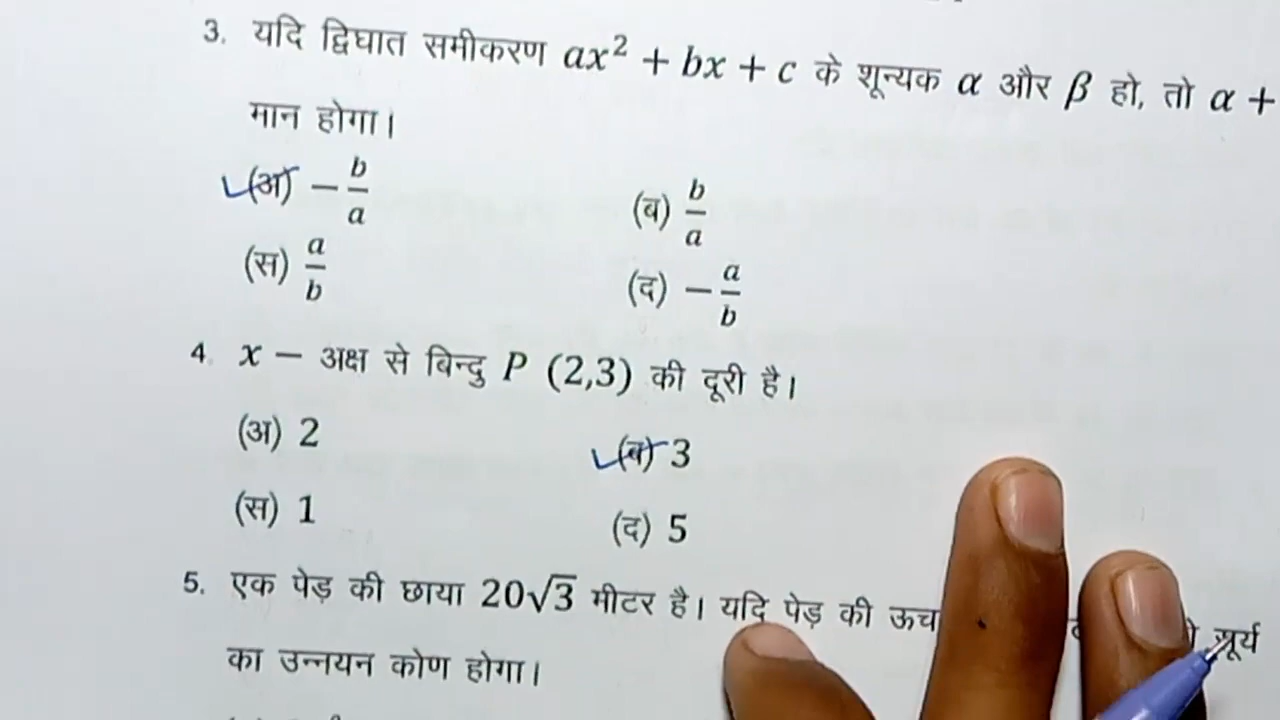 3. यदि द्विघात समीकरण ax² + bx + c के शून्यक α और β हो, तो α +
मान होगा।
(अ) −b/a (ब) b/a
(स) a/b (द) −a/b
4. x − अक्ष से बिन्दु P (2,3) की दूरी है।
(अ) 2 (ब) 3
(स) 1 (द) 5
5. एक पेड़ की छाया 20√3 मीटर है। यदि पेड़ की ऊच सूर्य
का उन्नयन कोण होगा।